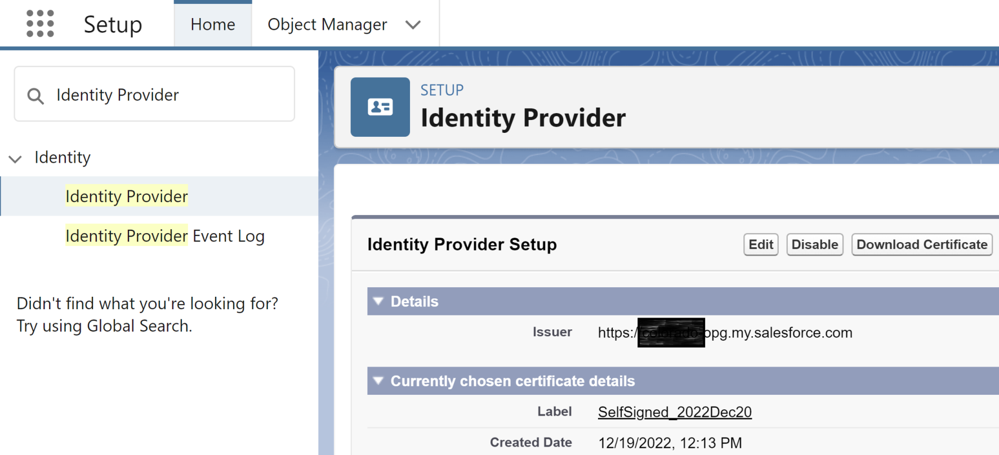 Setup
Home
Object Manager
Identity Provider
Identity
Identity Provider
Identity Provider Event Log
Didn't find what you're looking for?
Try using Global Search.
SETUP
Identity Provider
Identity Provider Setup
Edit
Disable
Download Certificate
Details
Issuer
https:/ opg.my.salesforce.com
Currently chosen certificate details
Label
SelfSigned_2022Dec20
Created Date
12/19/2022, 12:13 PM